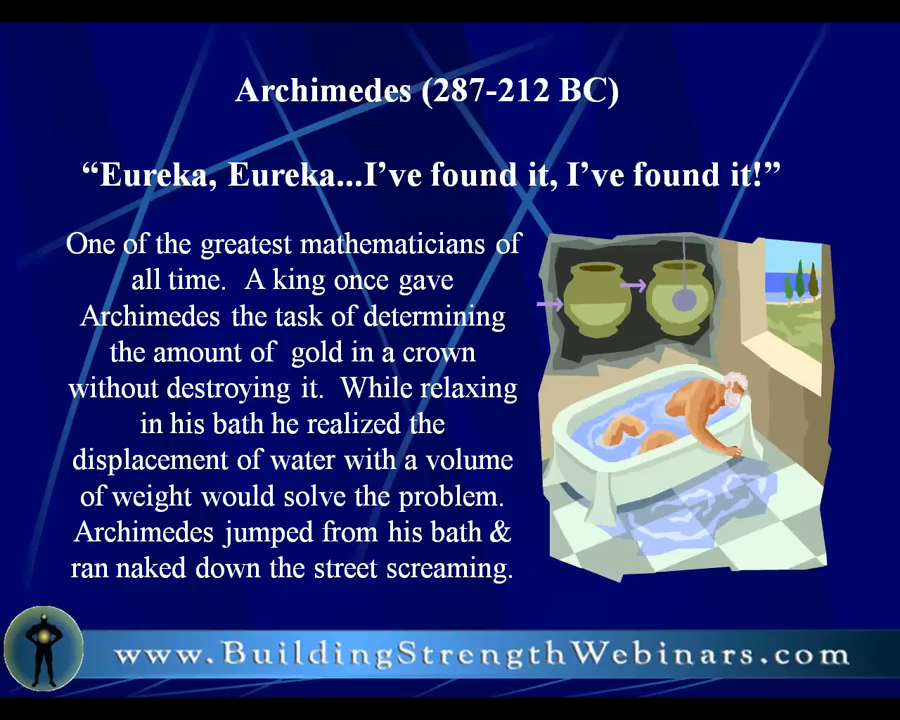 Archimedes (287-212 BC)
“Eureka, Eureka...I’ve found it, I’ve found it!”
One of the greatest mathematicians of
all time. A king once gave
Archimedes the task of determining
the amount of gold in a crown
without destroying it. While relaxing
in his bath he realized the
displacement of water with a volume
of weight would solve the problem.
Archimedes jumped from his bath &
ran naked down the street screaming.
www.BuildingStrengthWebinars.com